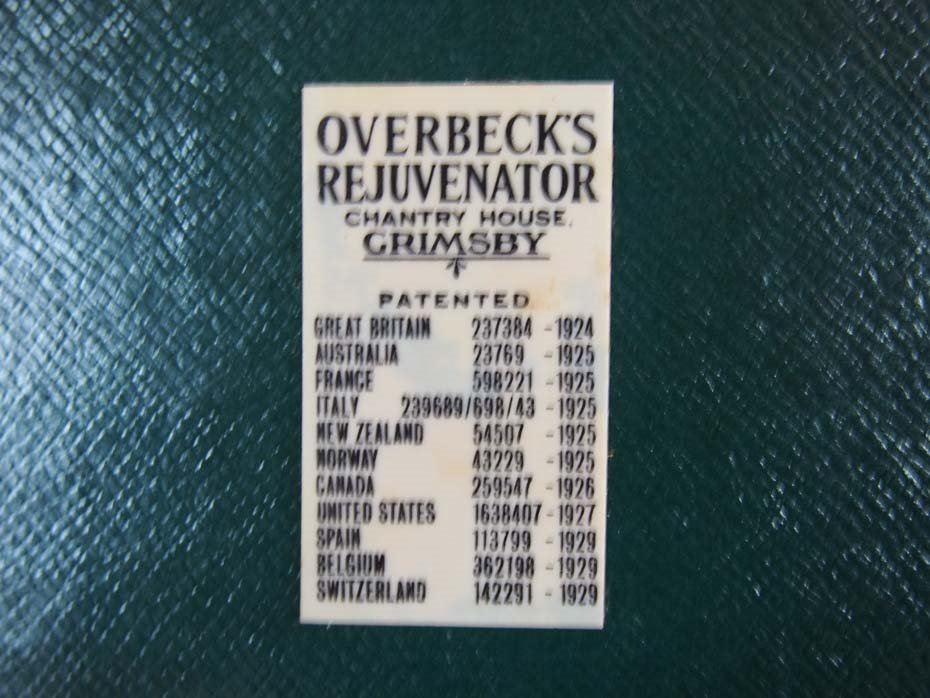 OVERBECK'S
REJUVENATOR
CHANTRY HOUSE.
GRIMSBY
PATENTED
GREAT BRITAIN 237384 - 1924
AUSTRALIA 23769 - 1925
FRANCE 598221 - 1925
ITALY 239689/698/43 - 1925
NEW ZEALAND 54507 - 1925
NORWAY 43229 - 1925
CANADA 259547 - 1926
UNITED STATES 1638407 - 1927
SPAIN 113799 - 1929
BELGIUM 362198 - 1929
SWITZERLAND 142291 - 1929